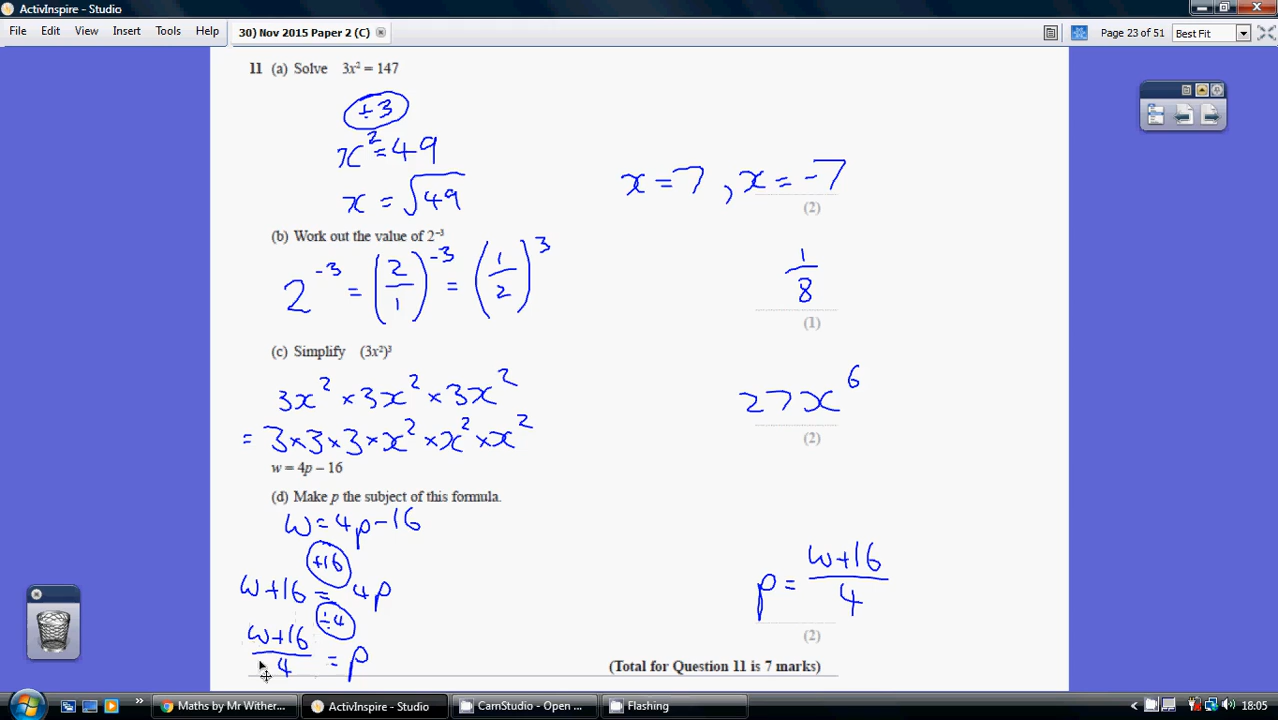 ActivInspire - Studio
File Edit View Insert Tools Help 30) Nov 2015 Paper 2 (C) Page 23 of 51 Best Fit
11 (a) Solve 3x² = 147
÷3
x² = 49
x = √49
x = 7 , x = -7
(2)
(b) Work out the value of 2⁻³
2⁻³ = (2/1)⁻³ = (1/2)³
1/8
(1)
(c) Simplify (3x²)³
3x² × 3x² × 3x²
= 3 × 3 × 3 × x² × x² × x²
27x⁶
(2)
w = 4p – 16
(d) Make p the subject of this formula.
w = 4p - 16
+16
w + 16 = 4p
÷4
(w + 16)/4 = p
p = (w + 16)/4
(2)
(Total for Question 11 is 7 marks)
Maths by Mr Wither... ActivInspire - Studio CamStudio - Open ... Flashing 18:05